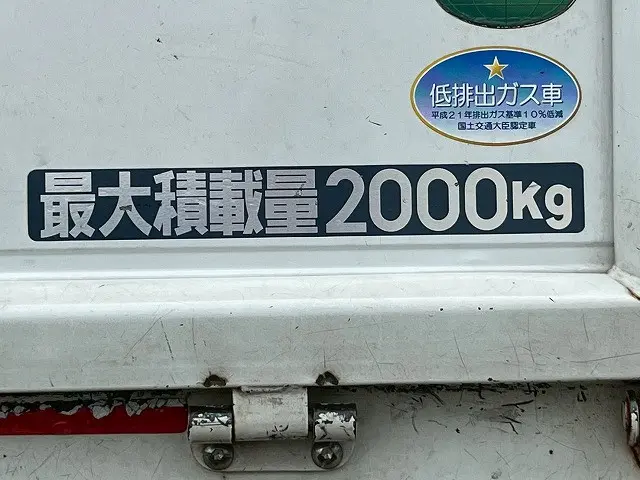 低排出ガス車
平成21年排出ガス基準10%低減
国土交通大臣認定車
最大積載量2000Kg